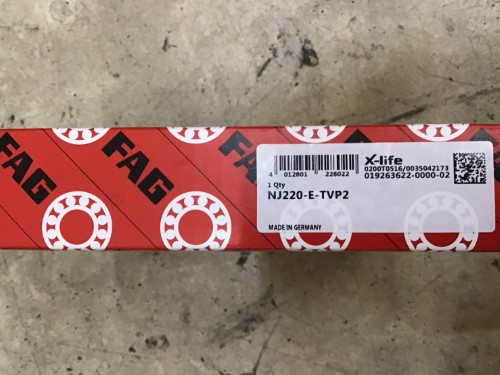 FAG
FAG
FAG
FAG
X-life
0200T0516/0035042173
019263622-0000-02
4 012801 228022
1 Qty
NJ220-E-TVP2
MADE IN GERMANY